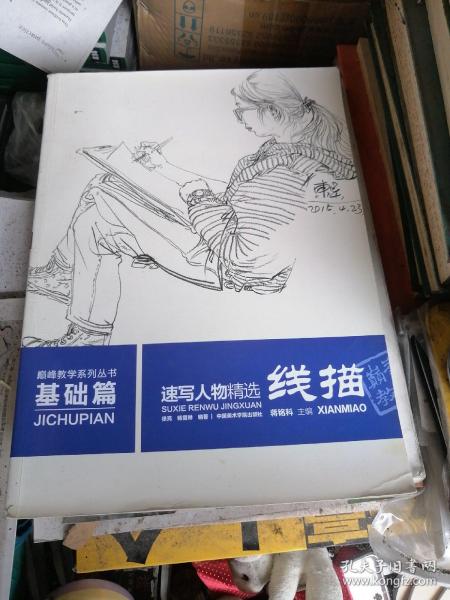 2015.4.23
巅峰教学系列丛书
基础篇
JICHUPIAN
速写人物精选
SUXIE RENWU JINGXUAN
线描
蒋铭科 主编 XIANMIAO
编著 | 中国美术学院出版社
孔夫子旧书网
kongfz.com